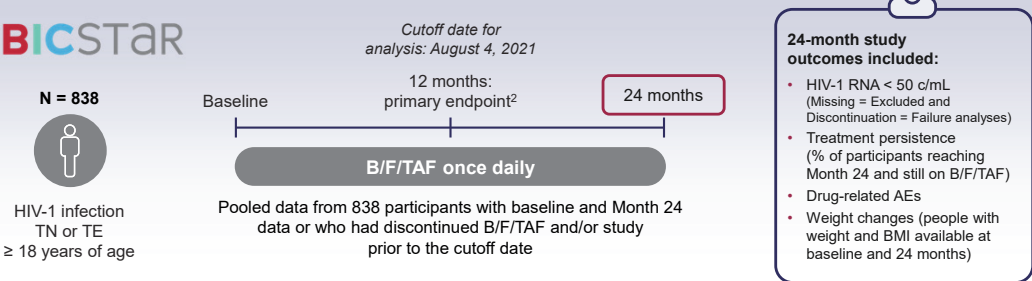 BICSTaR
N = 838
HIV-1 infection
TN or TE
≥ 18 years of age
Cutoff date for
analysis: August 4, 2021
Baseline
12 months:
primary endpoint2
24 months
B/F/TAF once daily
Pooled data from 838 participants with baseline and Month 24
data or who had discontinued B/F/TAF and/or study
prior to the cutoff date
24-month study
outcomes included:
• HIV-1 RNA < 50 c/mL
(Missing = Excluded and
Discontinuation = Failure analyses)
• Treatment persistence
(% of participants reaching
Month 24 and still on B/F/TAF)
• Drug-related AEs
• Weight changes (people with
weight and BMI available at
baseline and 24 months)